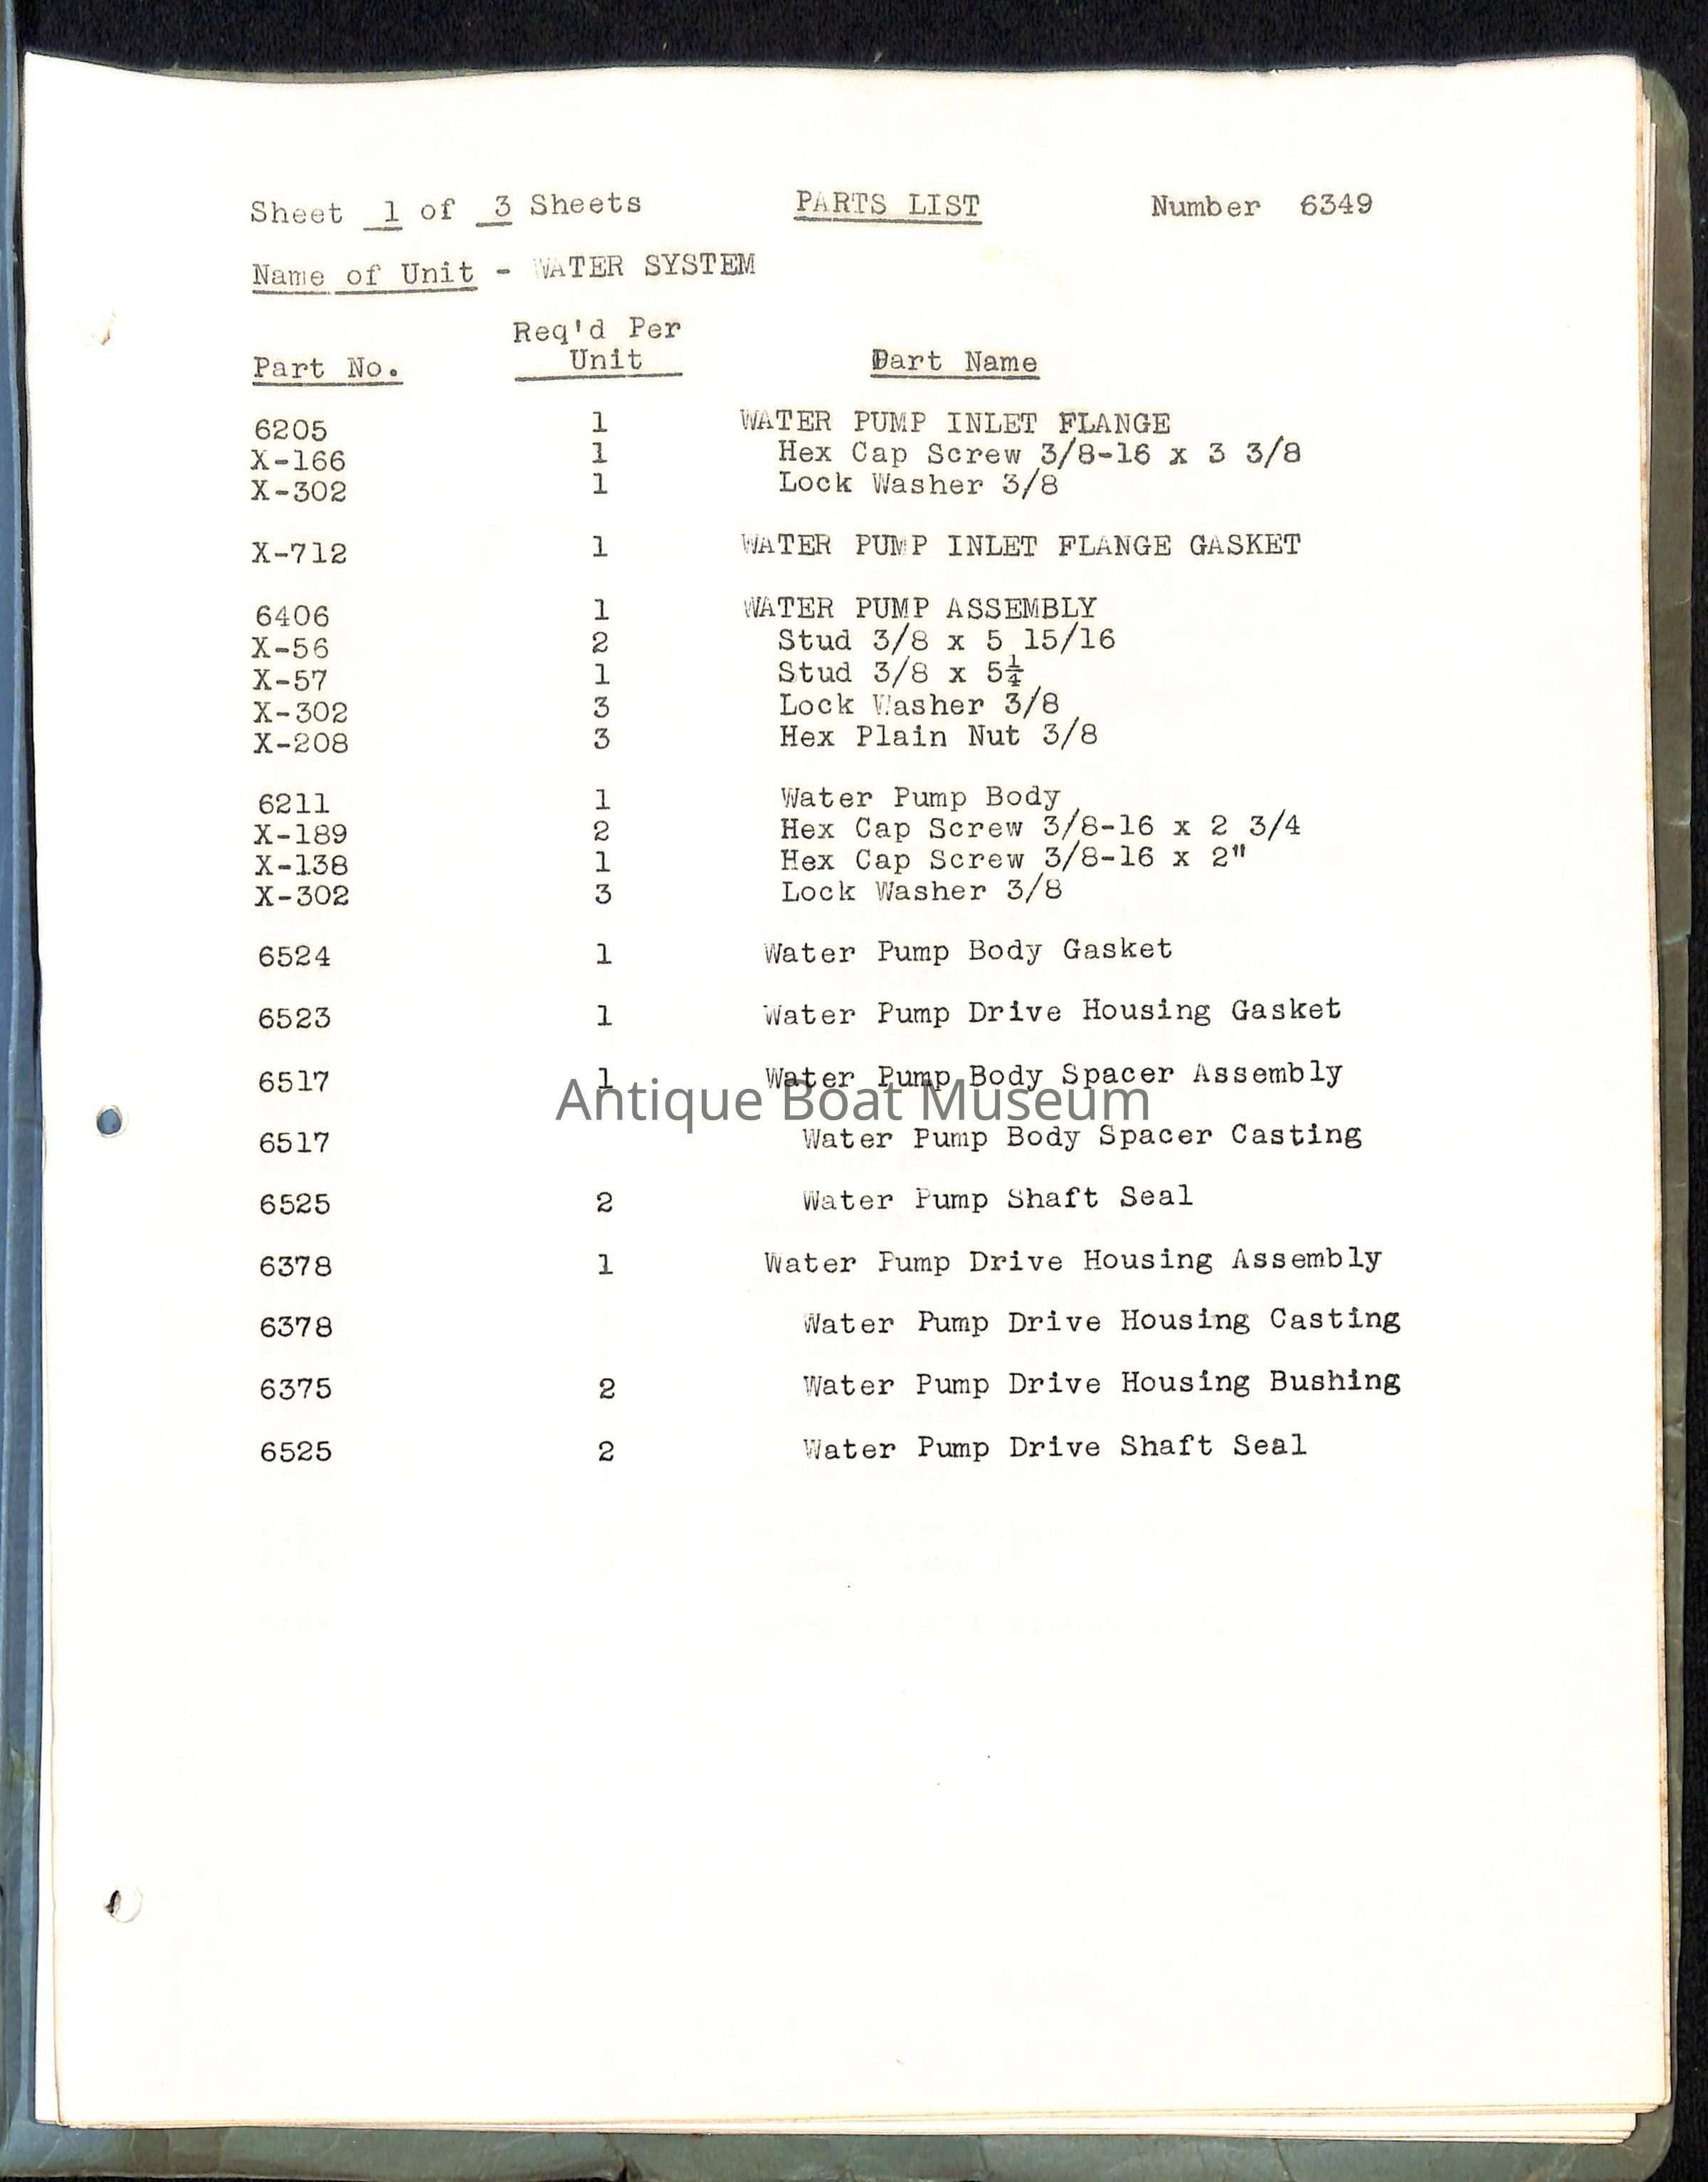 Sheet 1 of 3 Sheets PARTS LIST Number 6349
Name of Unit - WATER SYSTEM
Req'd Per
Part No. Unit Part Name
6205 1 WATER PUMP INLET FLANGE
X-166 1 Hex Cap Screw 3/8-16 x 3 3/8
X-302 1 Lock Washer 3/8
X-712 1 WATER PUMP INLET FLANGE GASKET
6406 1 WATER PUMP ASSEMBLY
X-56 2 Stud 3/8 x 5 15/16
X-57 1 Stud 3/8 x 5¼
X-302 3 Lock Washer 3/8
X-208 3 Hex Plain Nut 3/8
6211 1 Water Pump Body
X-189 2 Hex Cap Screw 3/8-16 x 2 3/4
X-138 1 Hex Cap Screw 3/8-16 x 2"
X-302 3 Lock Washer 3/8
6524 1 Water Pump Body Gasket
6523 1 Water Pump Drive Housing Gasket
6517 1 Water Pump Body Spacer Assembly
Antique Boat Museum
6517 Water Pump Body Spacer Casting
6525 2 Water Pump Shaft Seal
6378 1 Water Pump Drive Housing Assembly
6378 Water Pump Drive Housing Casting
6375 2 Water Pump Drive Housing Bushing
6525 2 Water Pump Drive Shaft Seal